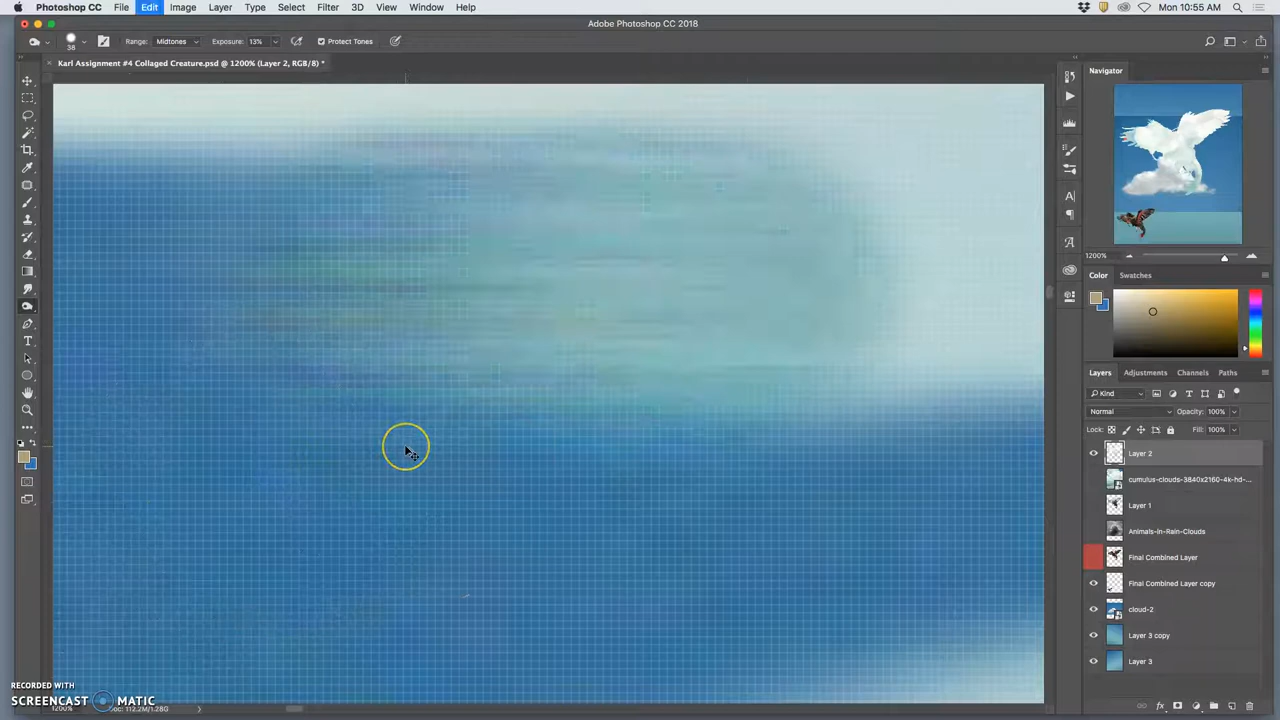 Photoshop CC File Edit Image Layer Type Select Filter 3D View Window Help Mon 10:55 AM
Adobe Photoshop CC 2018
38 Range: Midtones Exposure: 13% Protect Tones
Karl Assignment #4 Collaged Creature.psd @ 1200% (Layer 2, RGB/8) *
Navigator
1200%
Color Swatches
Layers Adjustments Channels Paths
Kind
Normal Opacity: 100%
Lock: Fill: 100%
Layer 2
cumulus-clouds-3840x2160-4k-hd-...
Layer 1
Animals-In-Rain-Clouds
Final Combined Layer
Final Combined Layer copy
cloud-2
Layer 3 copy
Layer 3
RECORDED WITH
SCREENCAST MATIC
1200% Doc: 112.2M/1.28G